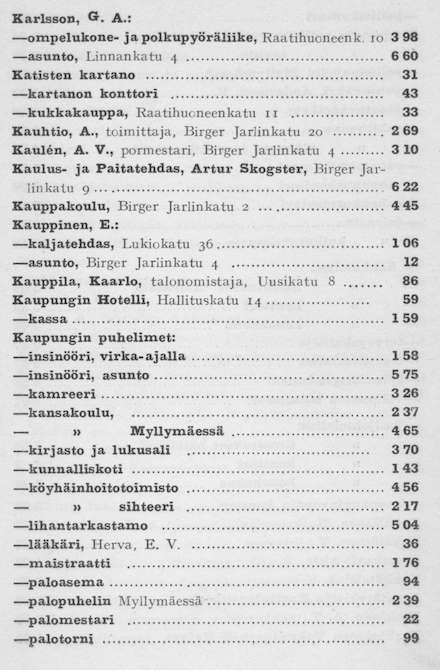 Karlsson, G. A.:
—ompelukone- ja polkupyöräliike, Raatihuoneenk. 10 3 98
—asunto, Linnankatu 4 .................... 6 60
Katisten kartano .................... 31
—kartanon konttori .................... 43
—kukkakauppa, Raatihuoneenkatu 11 .................... 33
Kauhtio, A., toimittaja, Birger Jarlinkatu 20 .......... 2 69
Kaulén, A. V., pormestari, Birger Jarlinkatu 4 ........ 3 10
Kaulus- ja Paitatehdas, Artur Skogster, Birger Jar-
linkatu 9 .................... 6 22
Kauppakoulu, Birger Jarlinkatu 2 .................... 4 45
Kauppinen, E.:
—kaljatehdas, Lukiokatu 36 .................... 1 06
—asunto, Birger Jarlinkatu 4 .................... 12
Kauppila, Kaarlo, talonomistaja, Uusikatu 8 ....... 86
Kaupungin Hotelli, Hallituskatu 14 .................... 59
—kassa .................... 1 59
Kaupungin puhelimet:
—insinööri, virka-ajalla .................... 1 58
—insinööri, asunto .................... 5 75
—kamreeri .................... 3 26
—kansakoulu, .................... 2 37
— » Myllymäessä .................... 4 65
—kirjasto ja lukusali .................... 3 70
—kunnalliskoti .................... 1 43
—köyhäinhoitotoimisto .................... 4 56
— » sihteeri .................... 2 17
—lihantarkastamo .................... 5 04
—lääkäri, Herva, E. V. .................... 36
—maistraatti .................... 1 76
—paloasema .................... 94
—palopuhelin Myllymäessä .................... 2 39
—palomestari .................... 22
—palotorni .................... 99